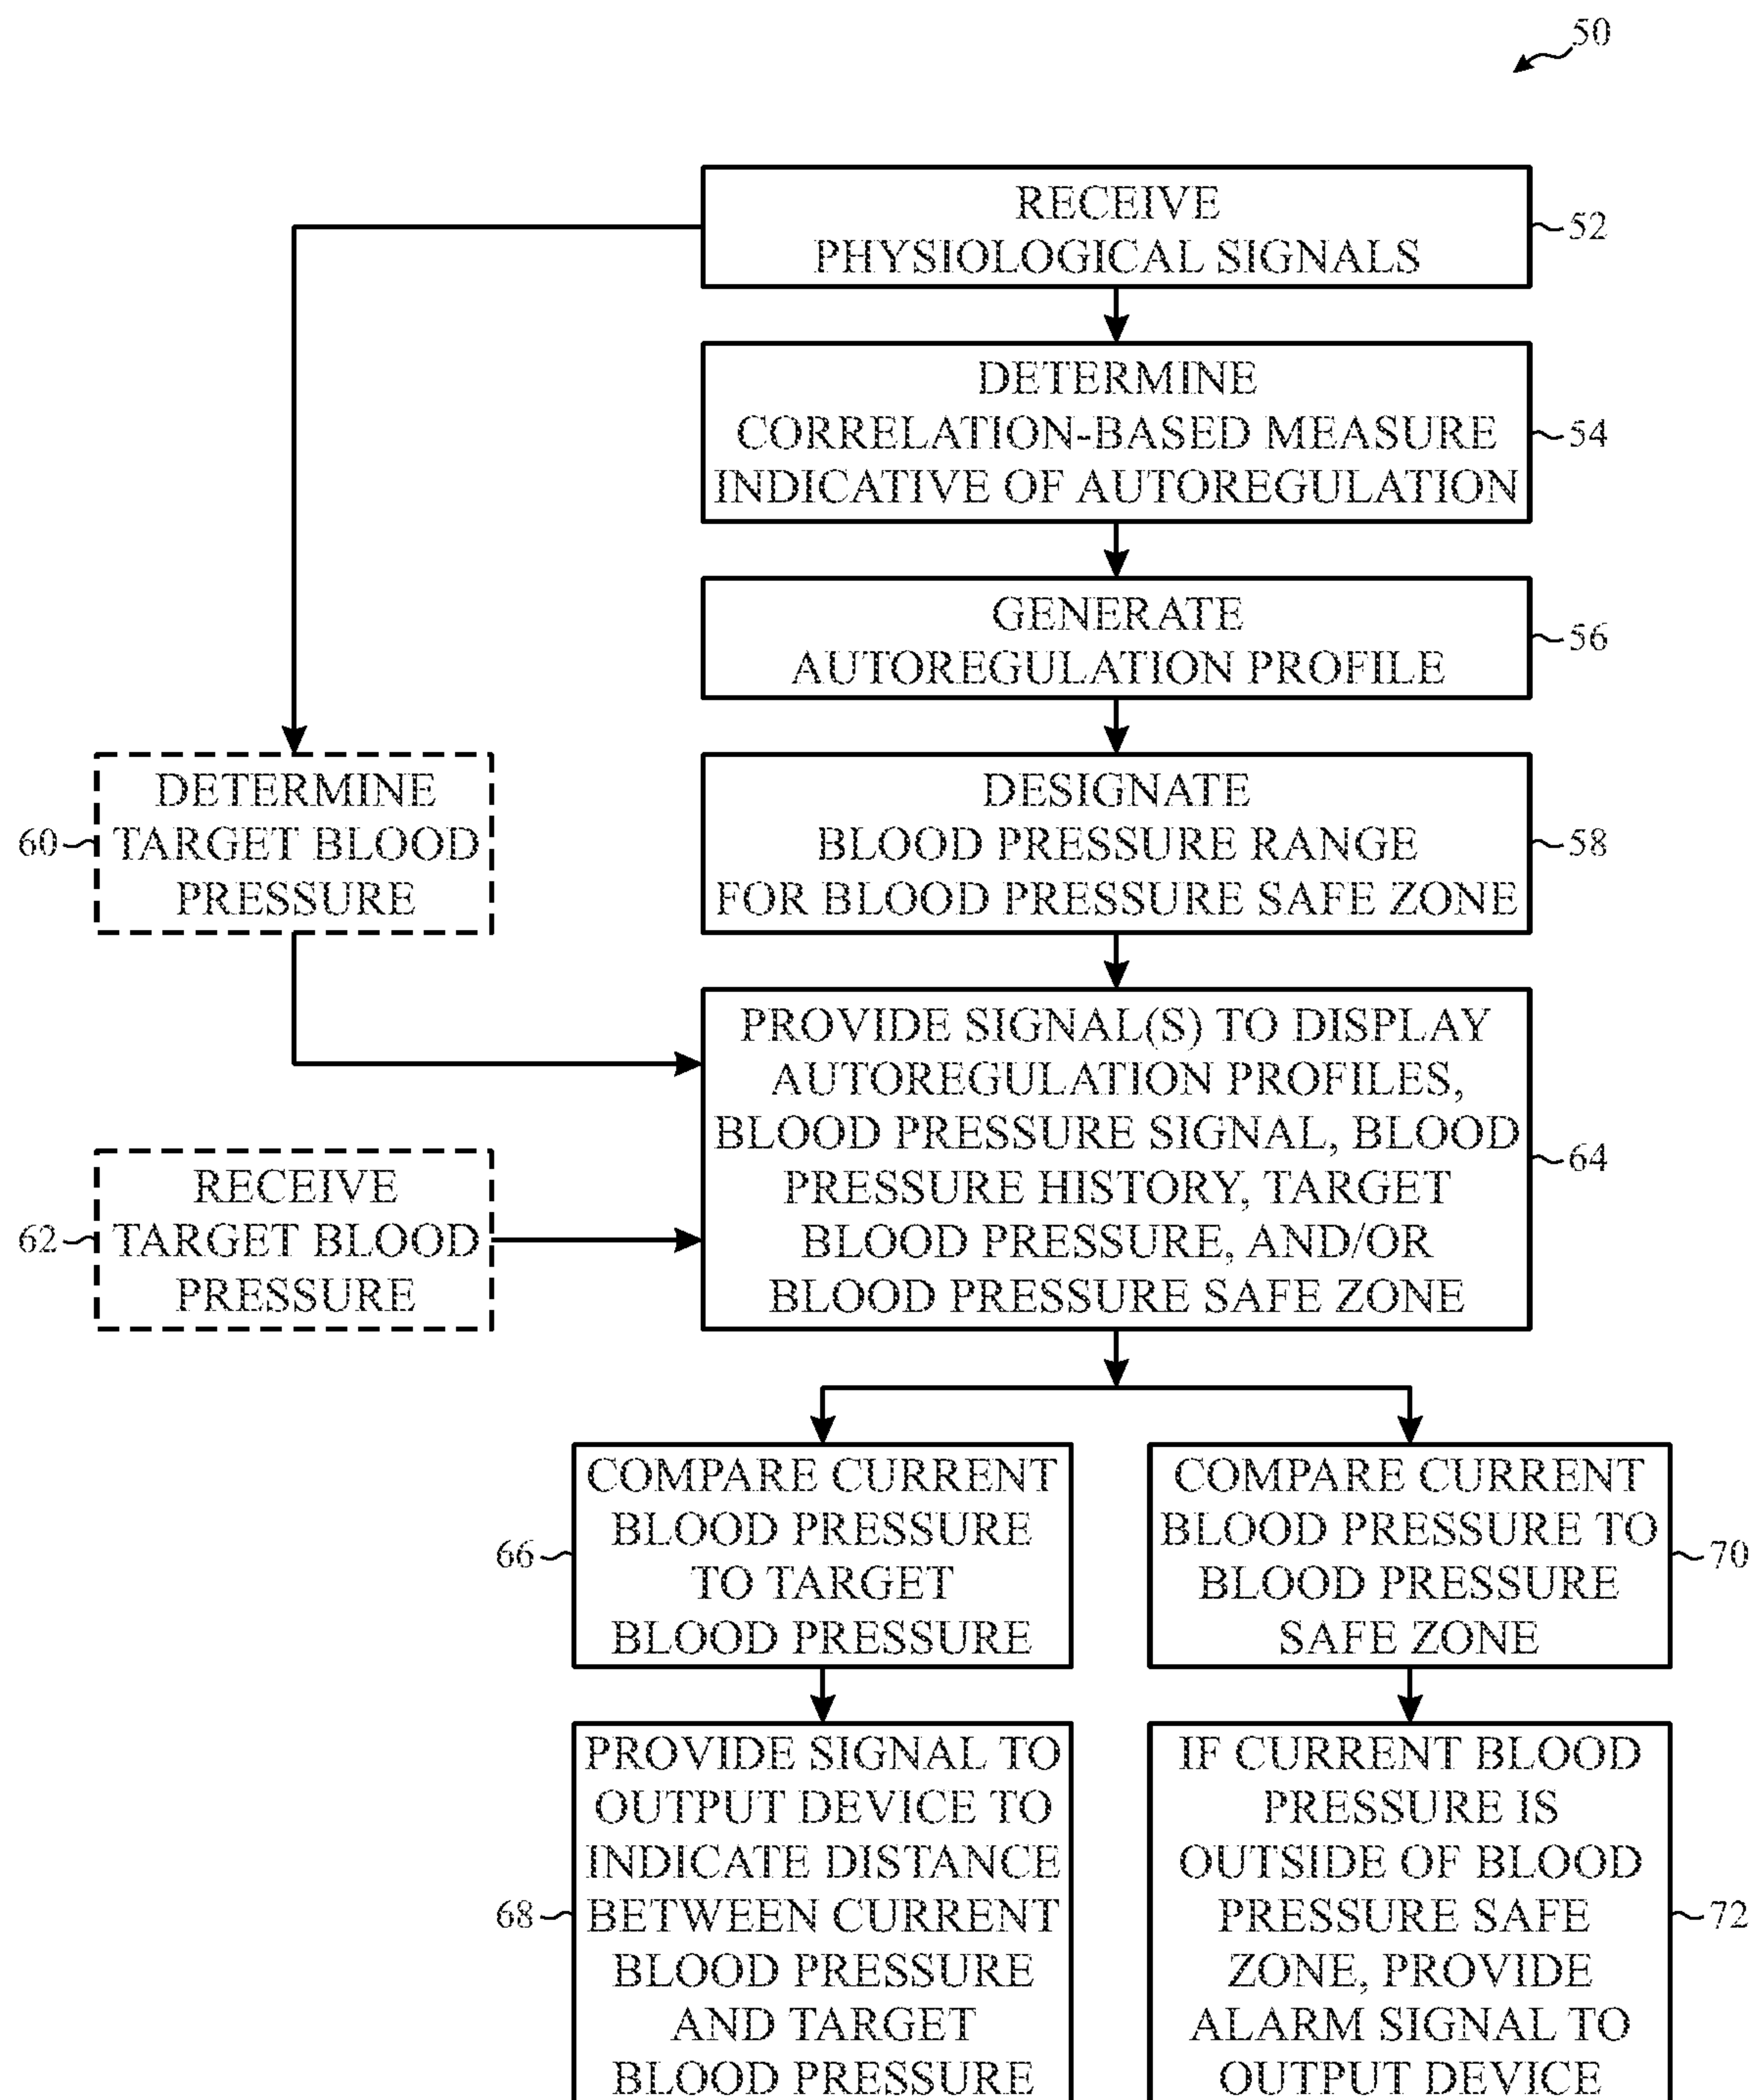 50
RECEIVE
PHYSIOLOGICAL SIGNALS
52
DETERMINE
CORRELATION-BASED MEASURE
INDICATIVE OF AUTOREGULATION
54
GENERATE
AUTOREGULATION PROFILE
56
DESIGNATE
BLOOD PRESSURE RANGE
FOR BLOOD PRESSURE SAFE ZONE
58
DETERMINE
TARGET BLOOD
PRESSURE
60
RECEIVE
TARGET BLOOD
PRESSURE
62
PROVIDE SIGNAL(S) TO DISPLAY
AUTOREGULATION PROFILES,
BLOOD PRESSURE SIGNAL, BLOOD
PRESSURE HISTORY, TARGET
BLOOD PRESSURE, AND/OR
BLOOD PRESSURE SAFE ZONE
64
COMPARE CURRENT
BLOOD PRESSURE
TO TARGET
BLOOD PRESSURE
66
COMPARE CURRENT
BLOOD PRESSURE TO
BLOOD PRESSURE
SAFE ZONE
70
PROVIDE SIGNAL TO
OUTPUT DEVICE TO
INDICATE DISTANCE
BETWEEN CURRENT
BLOOD PRESSURE
AND TARGET
BLOOD PRESSURE
68
IF CURRENT BLOOD
PRESSURE IS
OUTSIDE OF BLOOD
PRESSURE SAFE
ZONE, PROVIDE
ALARM SIGNAL TO
OUTPUT DEVICE
72